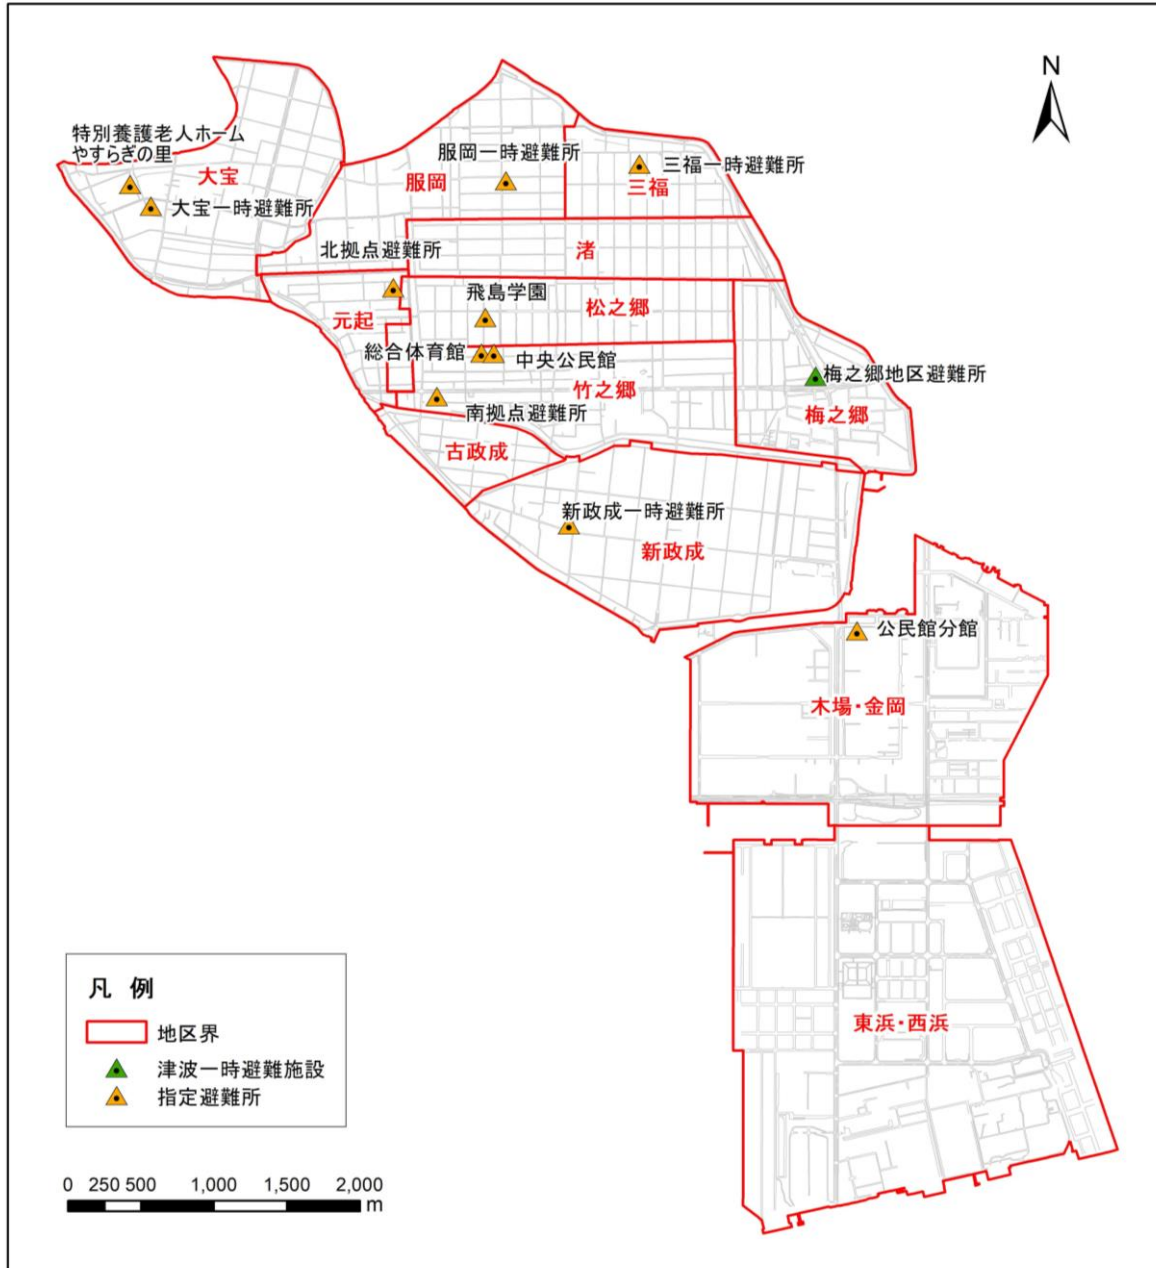 N
特別養護老人ホーム
やすらぎの里
大宝
大宝一時避難所
服岡一時避難所
服岡
三福一時避難所
三福
北拠点避難所
渚
飛島学園
松之郷
元起
総合体育館
中央公民館
竹之郷
梅之郷地区避難所
梅之郷
南拠点避難所
古政成
新政成一時避難所
新政成
公民館分館
木場・金岡
東浜・西浜
凡 例
地区界
津波一時避難施設
指定避難所
0 250 500 1,000 1,500 2,000
m